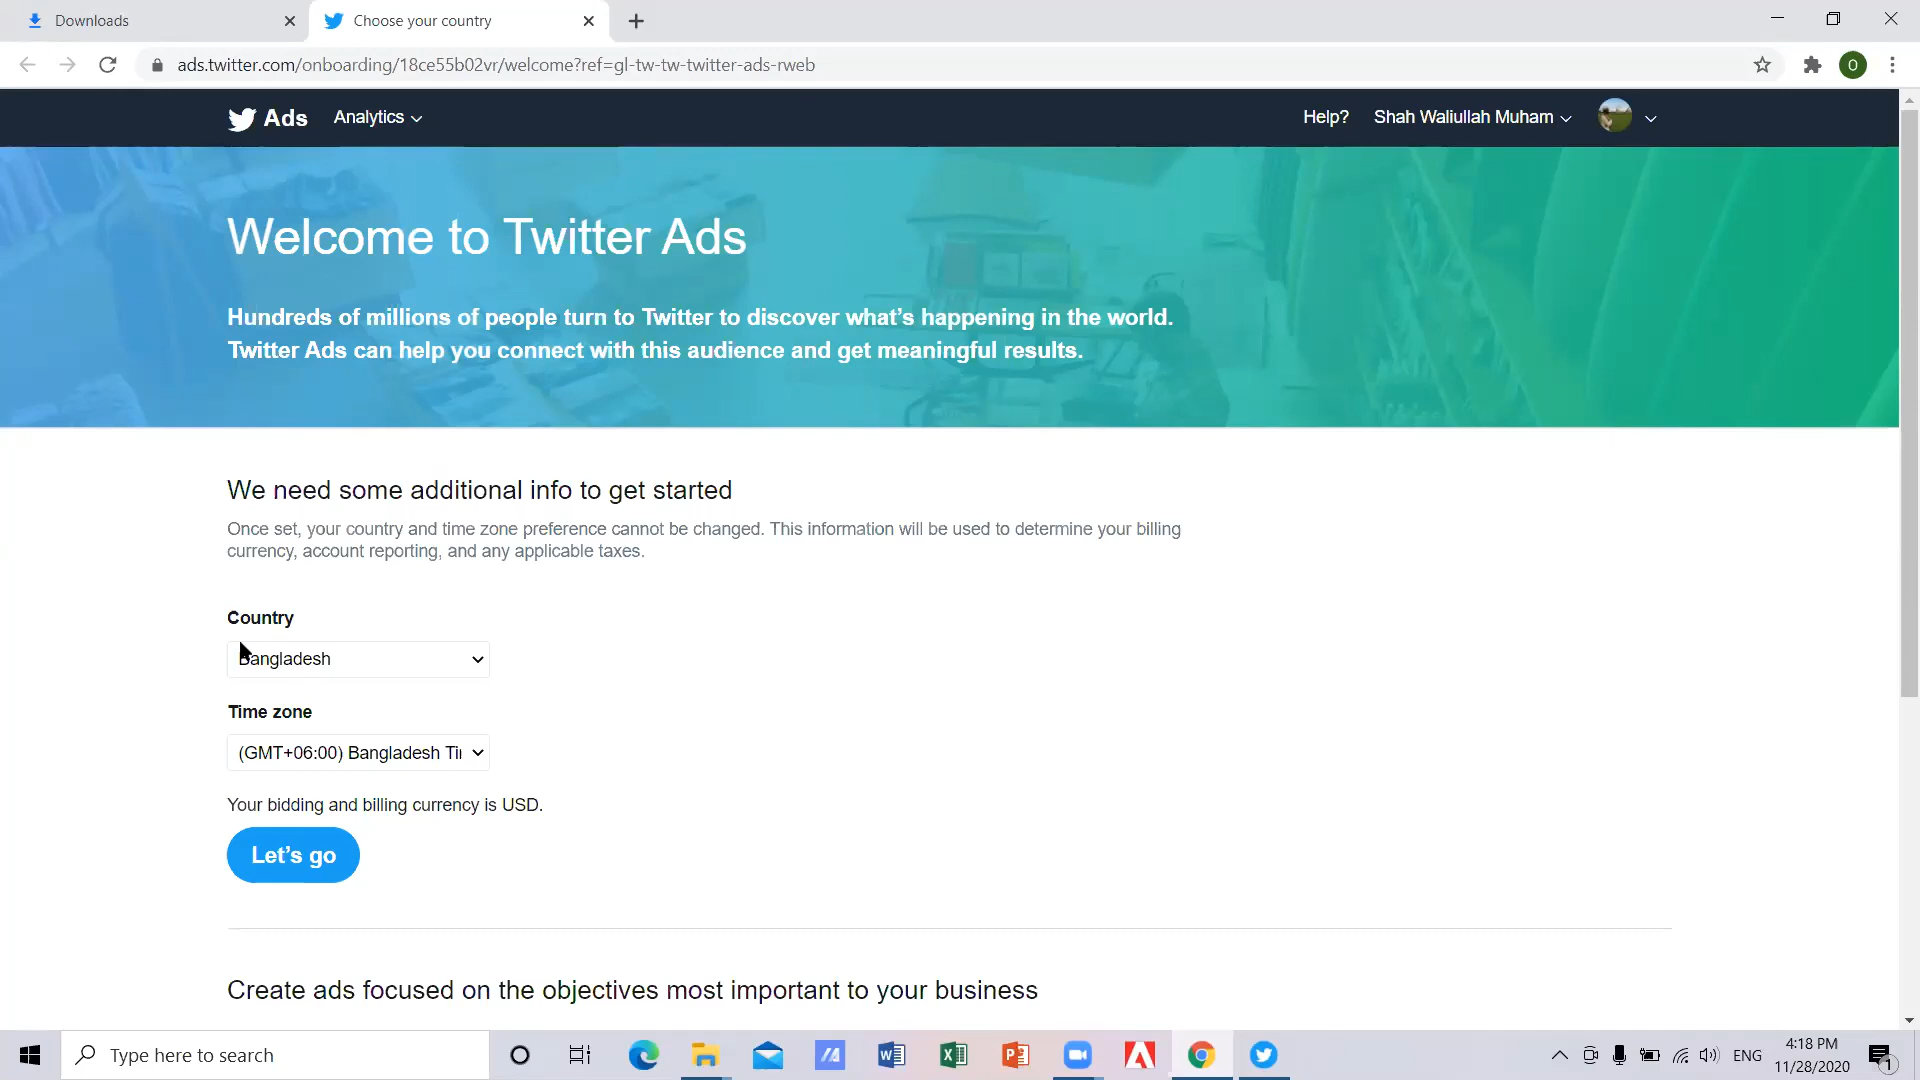 Downloads
Choose your country
ads.twitter.com/onboarding/18ce55b02vr/welcome?ref=gl-tw-tw-twitter-ads-rweb
O
Ads
Analytics
Help?
Shah Waliullah Muham
Welcome to Twitter Ads
Hundreds of millions of people turn to Twitter to discover what’s happening in the world.
Twitter Ads can help you connect with this audience and get meaningful results.
We need some additional info to get started
Once set, your country and time zone preference cannot be changed. This information will be used to determine your billing
currency, account reporting, and any applicable taxes.
Country
Bangladesh
Time zone
(GMT+06:00) Bangladesh Ti
Your bidding and billing currency is USD.
Let’s go
Create ads focused on the objectives most important to your business
Type here to search
ENG
4:18 PM
11/28/2020
1